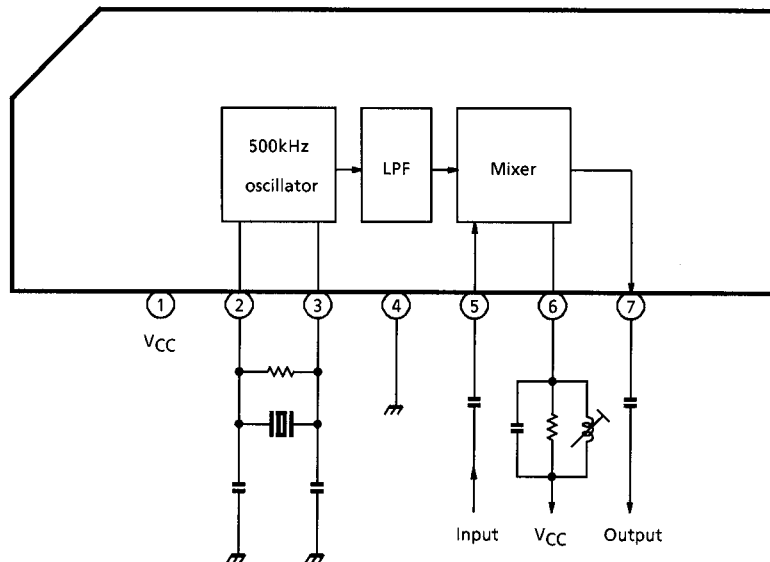 500kHz
oscillator
LPF
Mixer
1
2
3
4
5
6
7
VCC
Input
VCC
Output